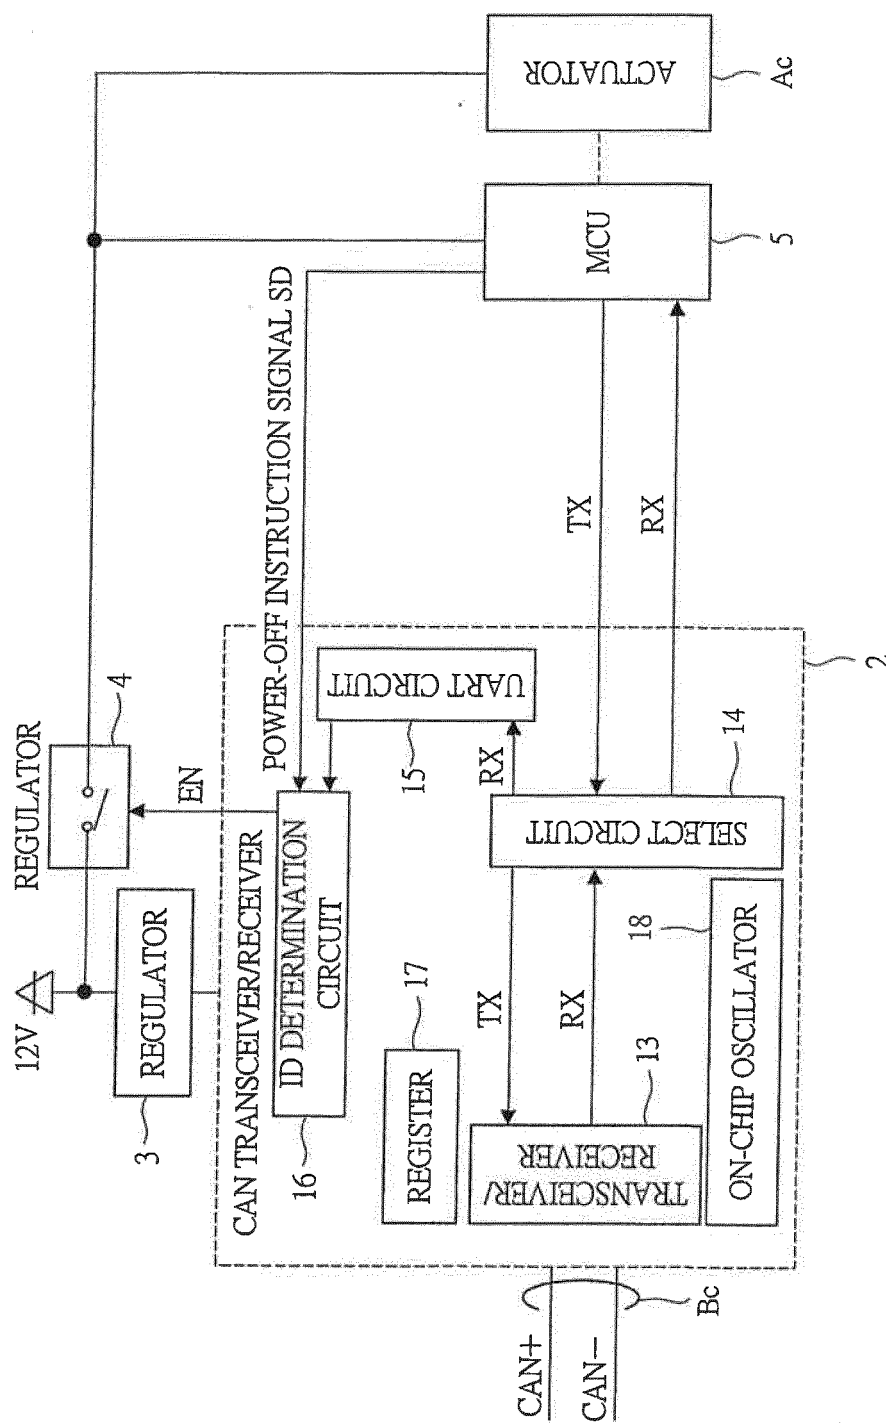 12V
REGULATOR
4
REGULATOR
3
EN
CAN TRANSCEIVER/RECEIVER
ID DETERMINATION
CIRCUIT
16
POWER-OFF INSTRUCTION SIGNAL SD
UART CIRCUIT
15
REGISTER
17
RX
TX
RX
TRANSCEIVER/
RECEIVER
13
SELECT CIRCUIT
14
ON-CHIP OSCILLATOR
18
TX
RX
MCU
5
ACTUATOR
Ac
CAN+
CAN−
Bc
2